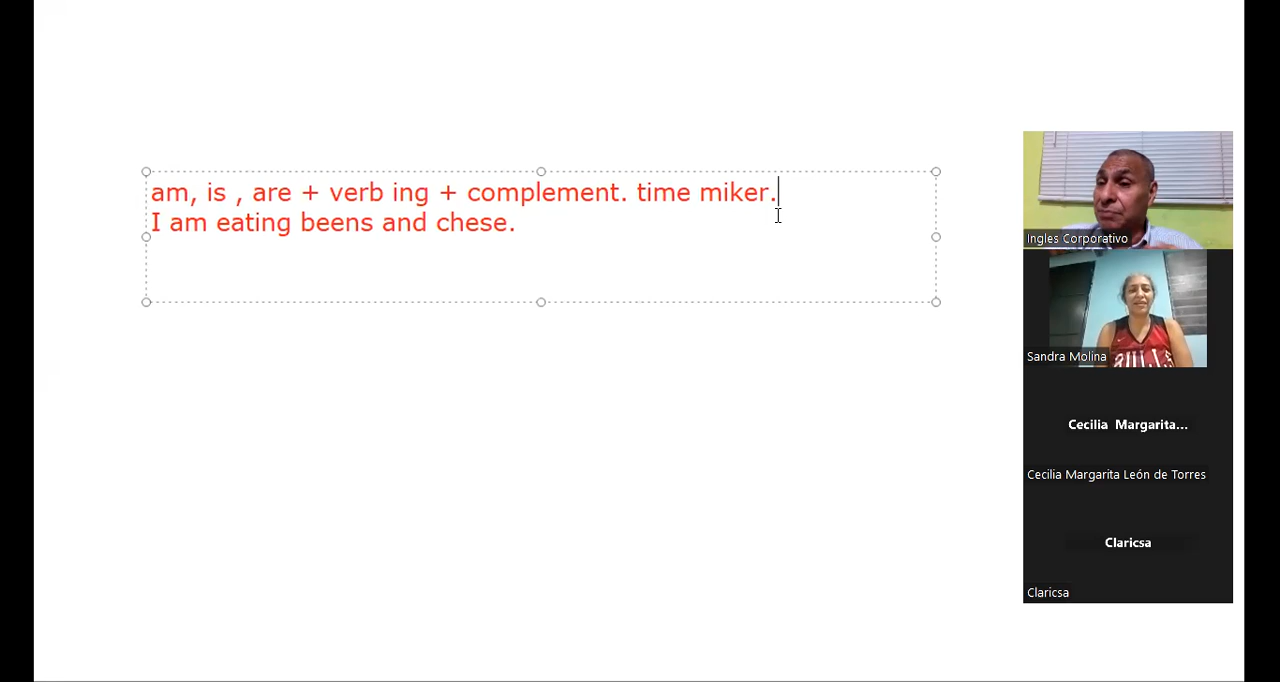 am, is , are + verb ing + complement. time miker.
I am eating beens and chese.
Ingles Corporativo
Sandra Molina
Cecilia Margarita...
Cecilia Margarita León de Torres
Claricsa
Claricsa